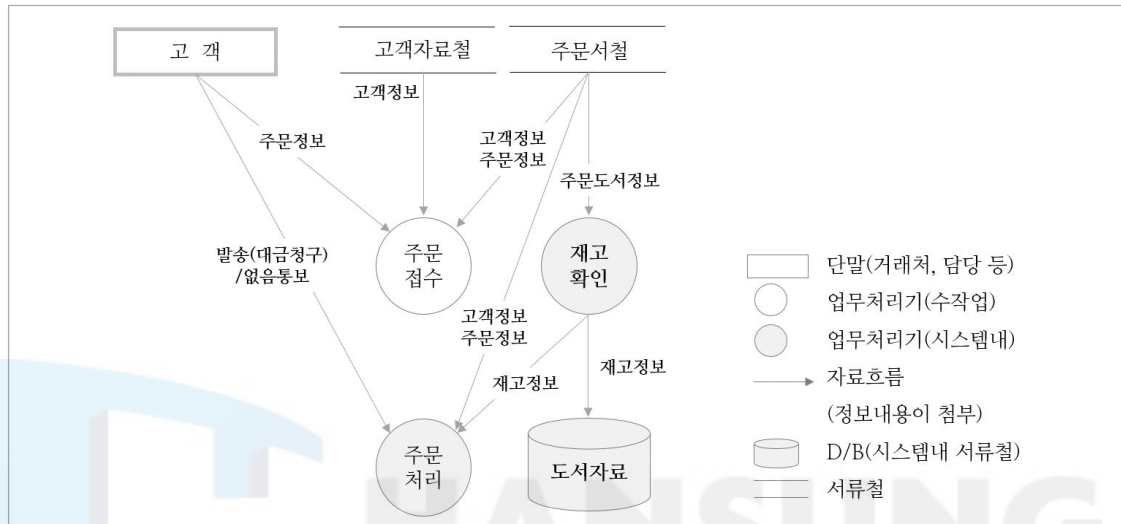 고 객
고객자료철
주문서철
고객정보
주문정보
고객정보
주문정보
주문도서정보
발송(대금청구)
/없음통보
주문
접수
재고
확인
고객정보
주문정보
재고정보
재고정보
주문
처리
도서자료
단말(거래처, 담당 등)
업무처리기(수작업)
업무처리기(시스템내)
자료흐름
(정보내용이 첨부)
D/B(시스템내 서류철)
서류철
HANSUNG